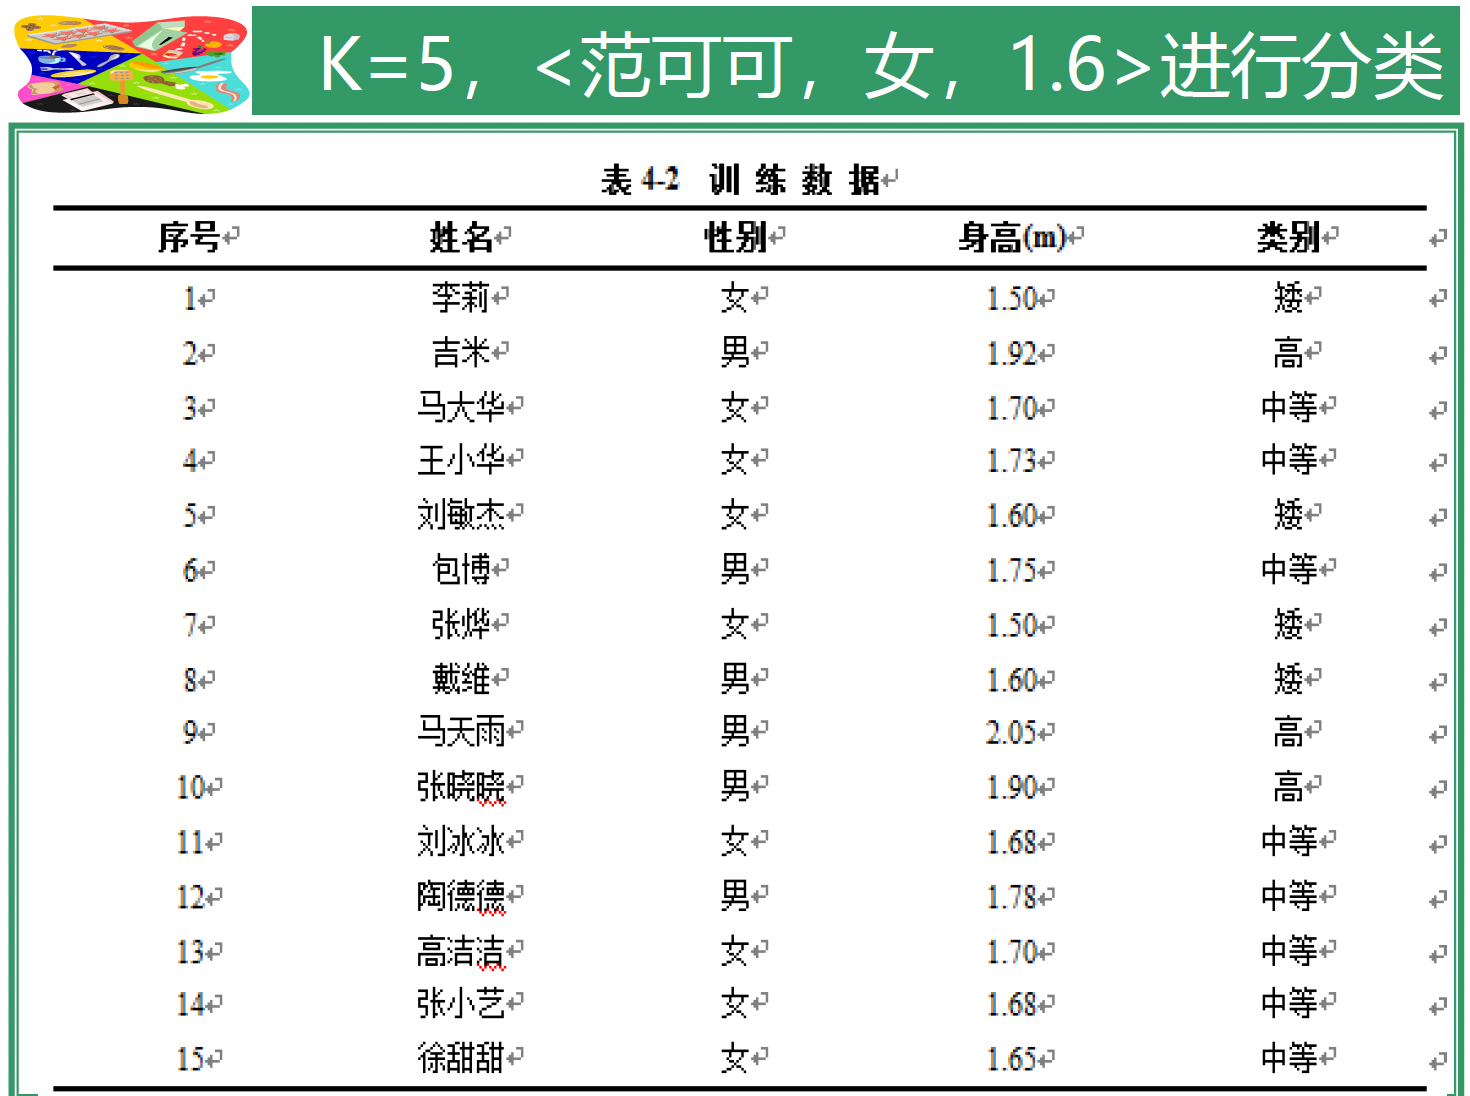 K=5，<范可可，女，1.6>进行分类
表 4-2 训 练 数 据
序号 姓名 性别 身高(m) 类别
1 李莉 女 1.50 矮
2 吉米 男 1.92 高
3 马大华 女 1.70 中等
4 王小华 女 1.73 中等
5 刘敏杰 女 1.60 矮
6 包博 男 1.75 中等
7 张烨 女 1.50 矮
8 戴维 男 1.60 矮
9 马天雨 男 2.05 高
10 张晓晓 男 1.90 高
11 刘冰冰 女 1.68 中等
12 陶德德 男 1.78 中等
13 高洁洁 女 1.70 中等
14 张小艺 女 1.68 中等
15 徐甜甜 女 1.65 中等